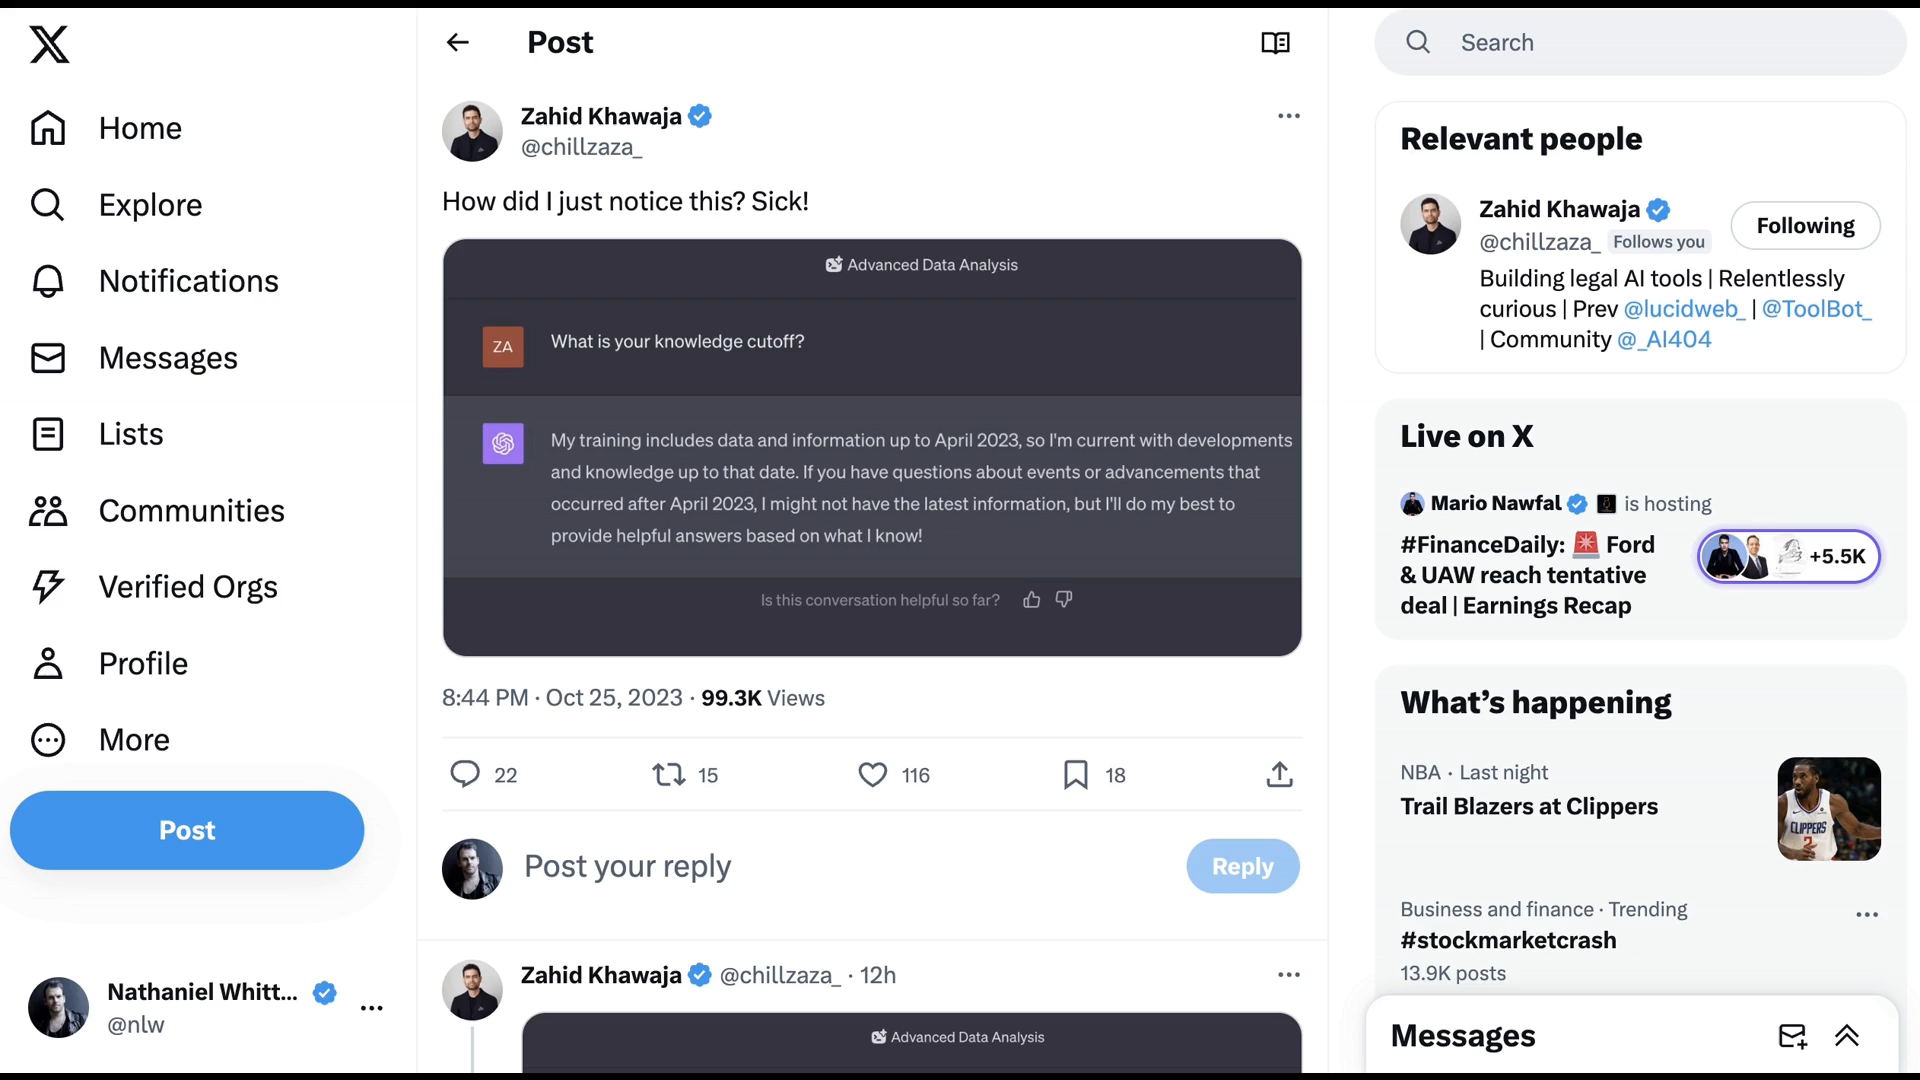 Home
Explore
Notifications
Messages
Lists
Communities
Verified Orgs
Profile
More
Post
Nathaniel Whitt...
@nlw
Post
Zahid Khawaja
@chillzaza_
How did I just notice this? Sick!
Advanced Data Analysis
ZA
What is your knowledge cutoff?
My training includes data and information up to April 2023, so I'm current with developments
and knowledge up to that date. If you have questions about events or advancements that
occurred after April 2023, I might not have the latest information, but I'll do my best to
provide helpful answers based on what I know!
Is this conversation helpful so far?
8:44 PM · Oct 25, 2023 · 99.3K Views
22 15 116 18
Post your reply
Reply
Zahid Khawaja @chillzaza_ · 12h
Advanced Data Analysis
Search
Relevant people
Zahid Khawaja
@chillzaza_ Follows you
Following
Building legal AI tools | Relentlessly
curious | Prev @lucidweb_ | @ToolBot_
| Community @_AI404
Live on X
Mario Nawfal is hosting
#FinanceDaily: 🚨 Ford
& UAW reach tentative
deal | Earnings Recap
+5.5K
What's happening
NBA · Last night
Trail Blazers at Clippers
CLIPPERS
2
Business and finance · Trending
#stockmarketcrash
13.9K posts
Messages